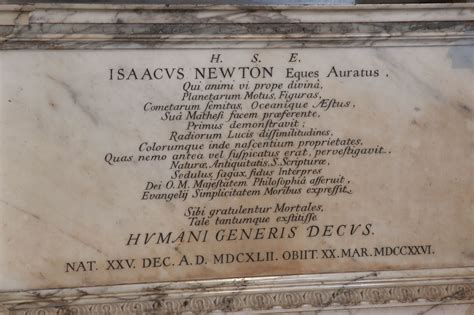 H. S. E.
ISAACVS NEWTON Eques Auratus,
Qui animi vi prope divinâ,
Planetarum Motus, Figuras,
Cometarum semitas, Oceanique Æstus,
Suâ Mathesi facem præferente,
Primus demonstravit:
Radiorum Lucis dissimilitudines,
Colorumque inde nascentium proprietates,
Quas nemo antea vel suspicatus erat, pervestigavit.
Naturæ, Antiquitatis, S. Scripturæ,
Sedulus, sagax, fidus Interpres
Dei O. M. Majestatem Philosophiâ asseruit,
Evangelij Simplicitatem Moribus expressit.
Sibi gratulentur Mortales,
Tale tantumque exstitisse
HVMANI GENERIS DECVS.
NAT. XXV. DEC. A. D. MDCXLII. OBIIT. XX. MAR. MDCCXXVI.